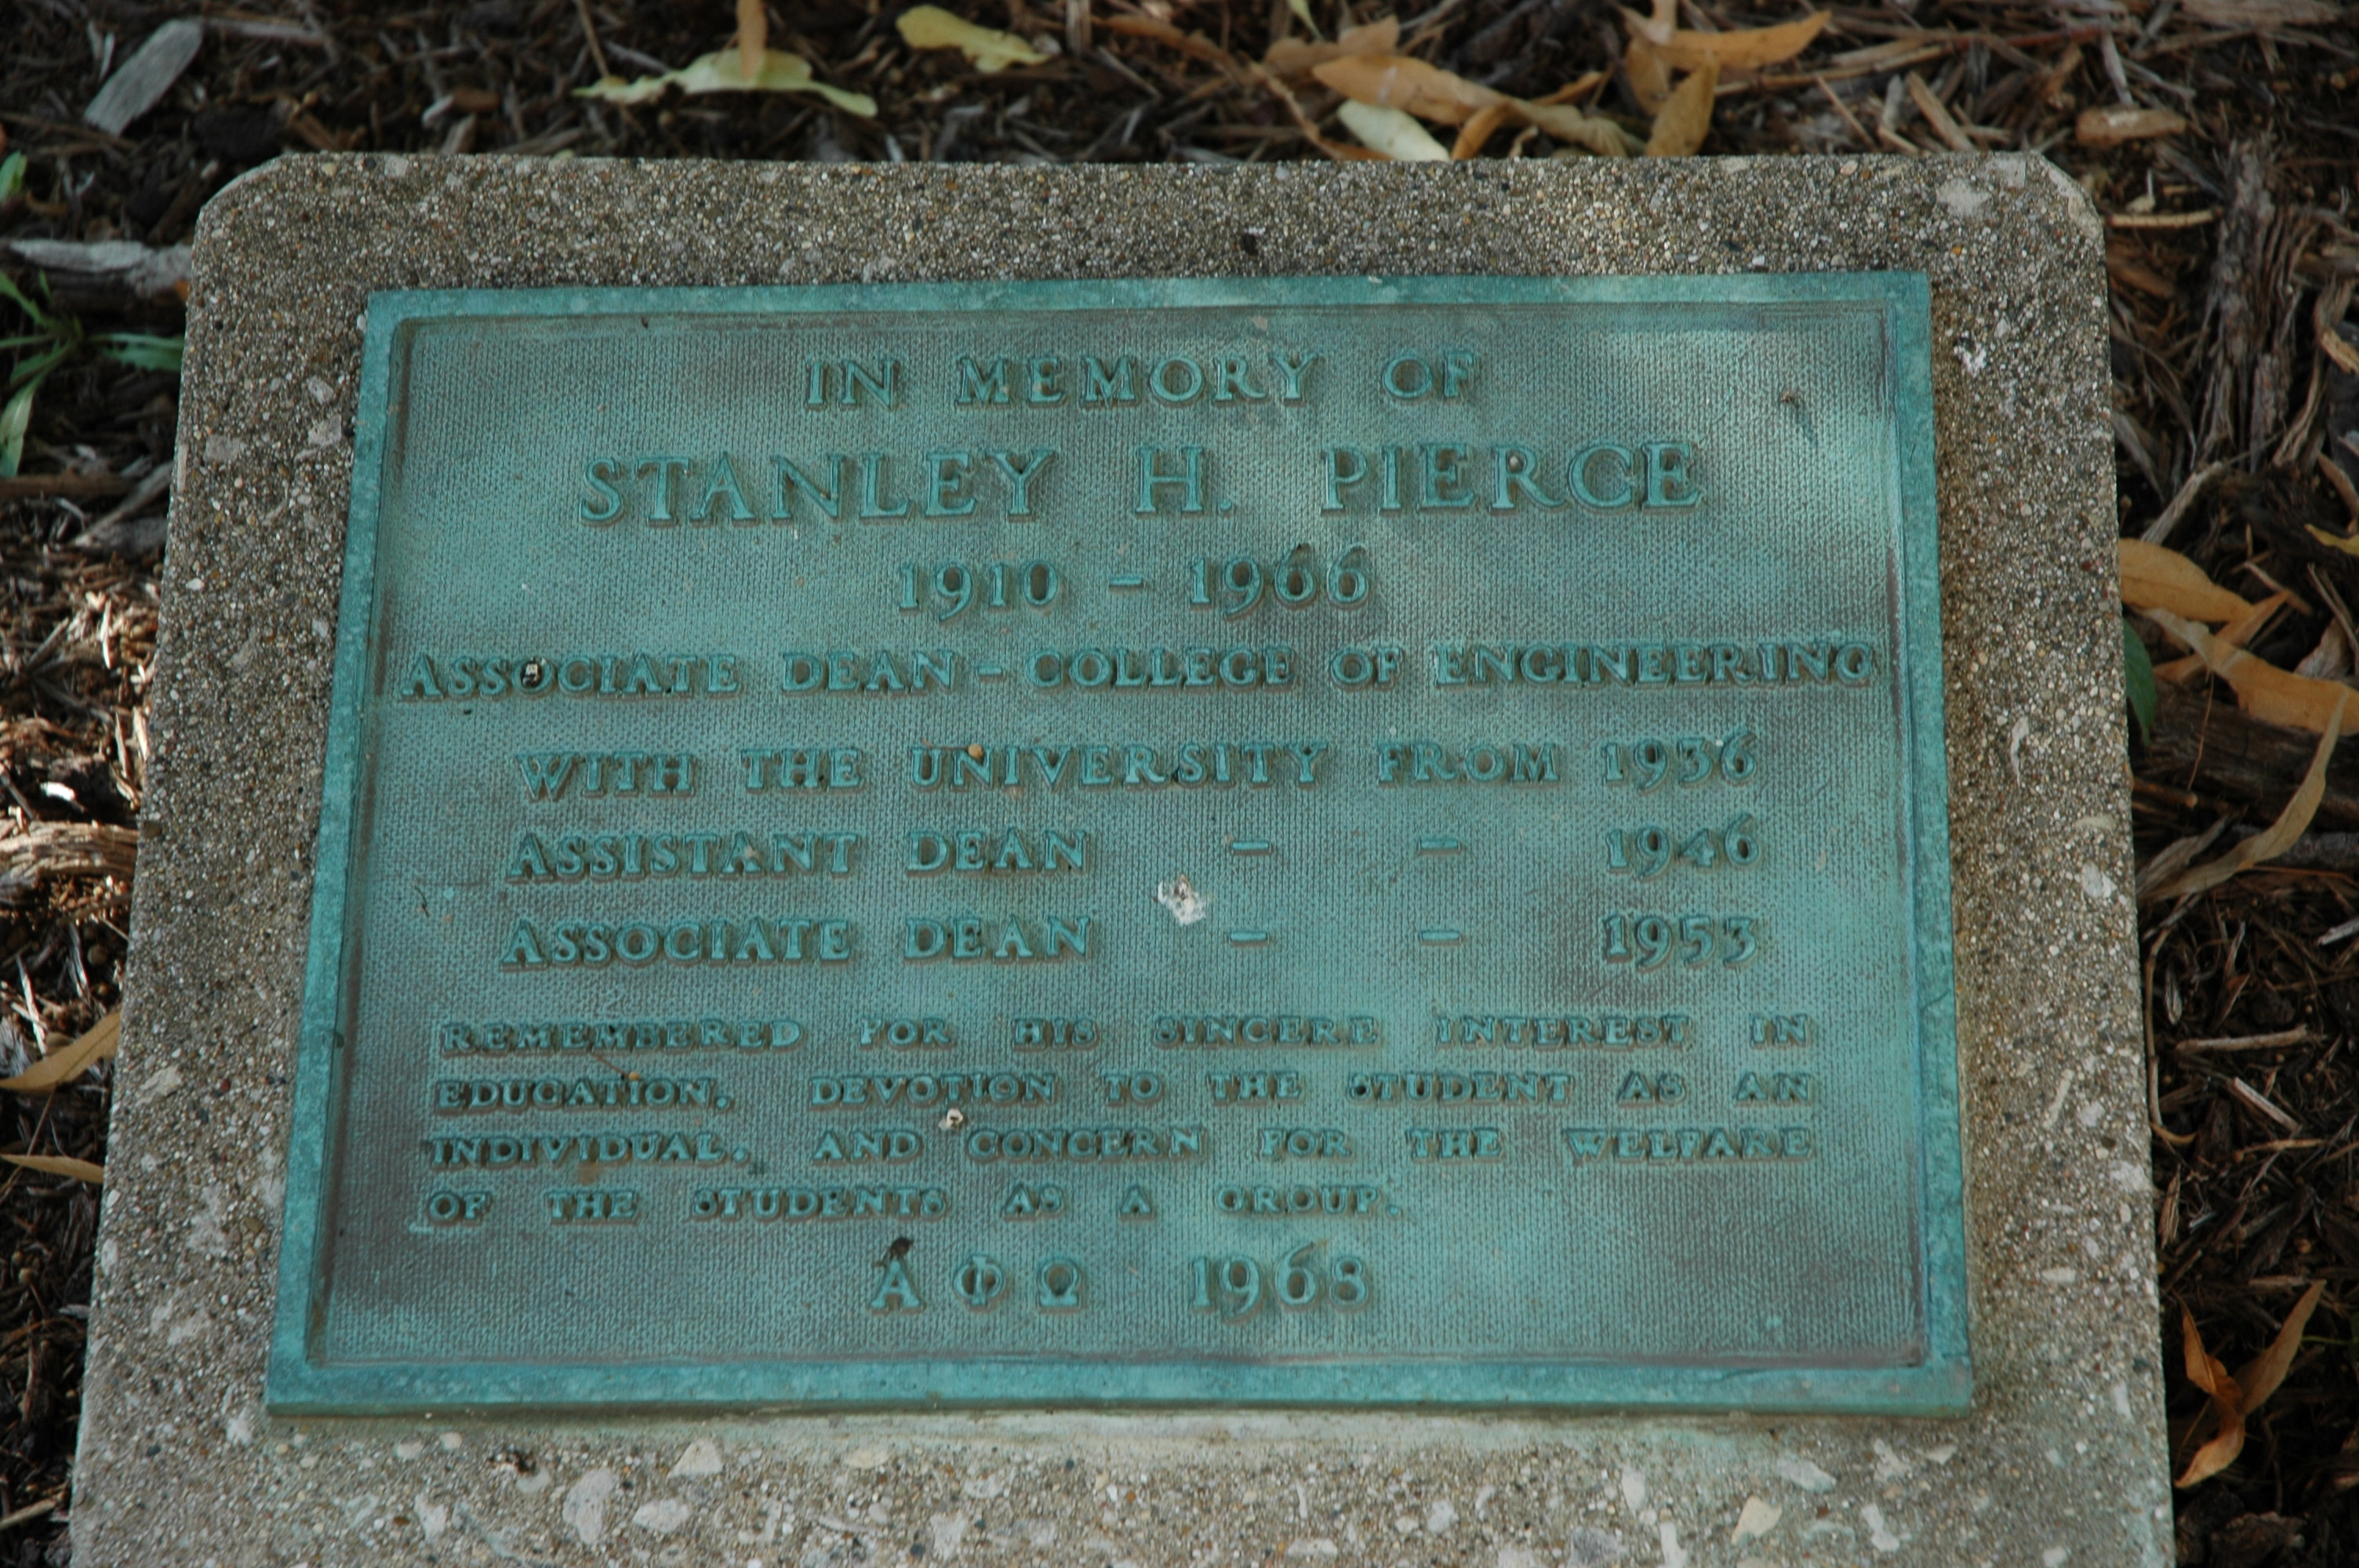 IN MEMORY OF
STANLEY H. PIERCE
1910 - 1966
ASSOCIATE DEAN - COLLEGE OF ENGINEERING
WITH THE UNIVERSITY FROM 1936
ASSISTANT DEAN - - 1946
ASSOCIATE DEAN - - 1953
REMEMBERED FOR HIS SINCERE INTEREST IN
EDUCATION, DEVOTION TO THE STUDENT AS AN
INDIVIDUAL, AND CONCERN FOR THE WELFARE
OF THE STUDENTS AS A GROUP.
Α Φ Ω 1968